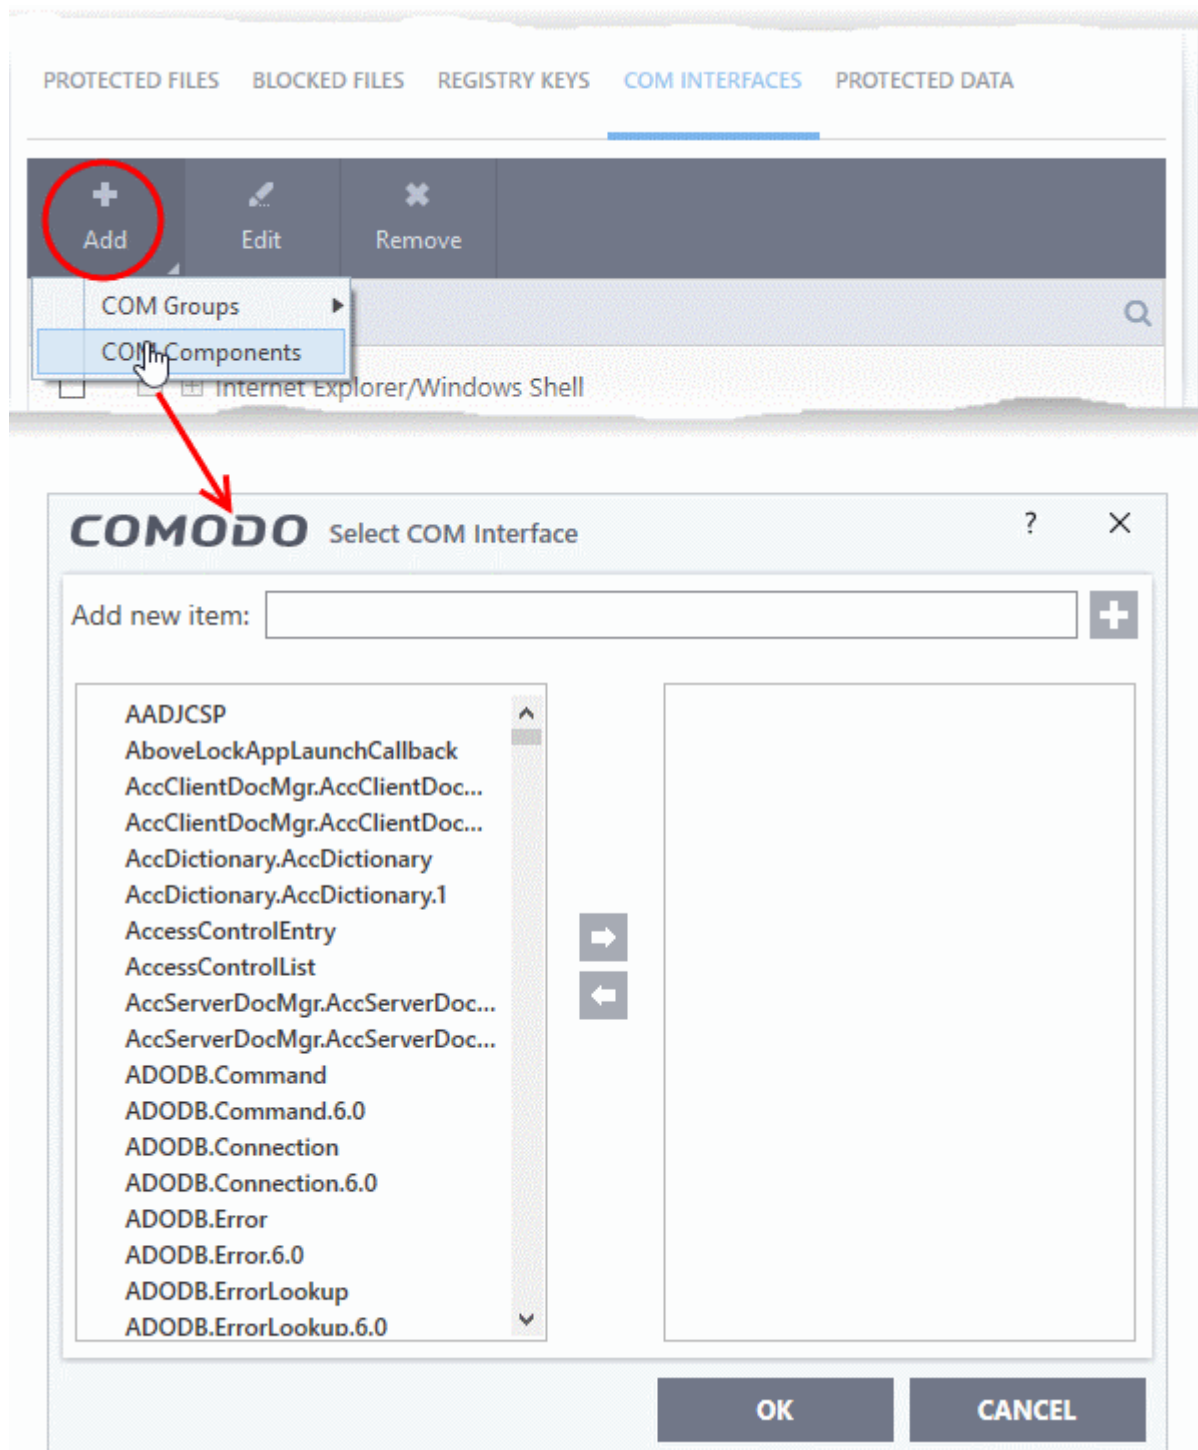 PROTECTED FILES BLOCKED FILES REGISTRY KEYS COM INTERFACES PROTECTED DATA
Add Edit Remove
COM Groups
COM Components
Internet Explorer/Windows Shell
COMODO Select COM Interface ?
Add new item:
AADJCSP
AboveLockAppLaunchCallback
AccClientDocMgr.AccClientDoc...
AccClientDocMgr.AccClientDoc...
AccDictionary.AccDictionary
AccDictionary.AccDictionary.1
AccessControlEntry
AccessControlList
AccServerDocMgr.AccServerDoc...
AccServerDocMgr.AccServerDoc...
ADODB.Command
ADODB.Command.6.0
ADODB.Connection
ADODB.Connection.6.0
ADODB.Error
ADODB.Error.6.0
ADODB.ErrorLookup
ADODB.ErrorLookup.6.0
OK CANCEL